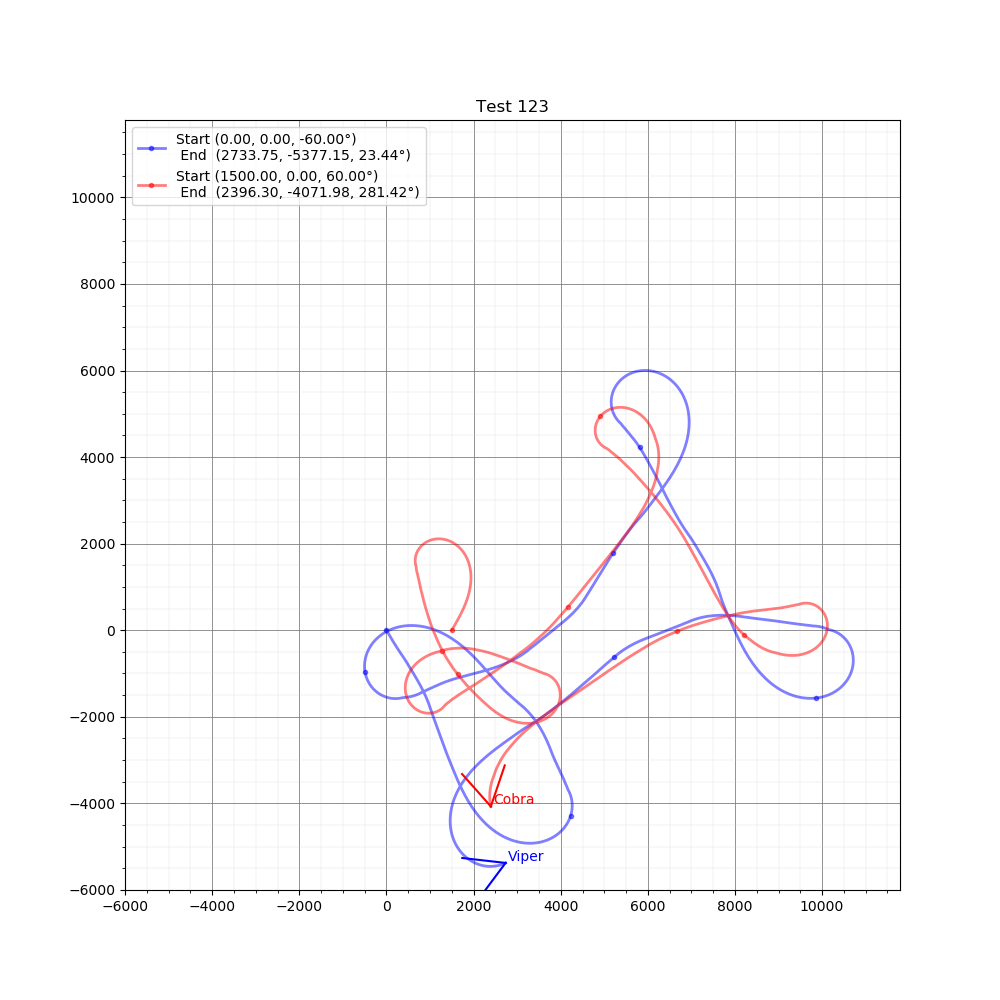 Test 123
Start (0.00, 0.00, -60.00°)
End (2733.75, -5377.15, 23.44°)
Start (1500.00, 0.00, 60.00°)
End (2396.30, -4071.98, 281.42°)
10000
8000
6000
4000
2000
0
−2000
−4000
−6000
Cobra
Viper
−6000 −4000 −2000 0 2000 4000 6000 8000 10000